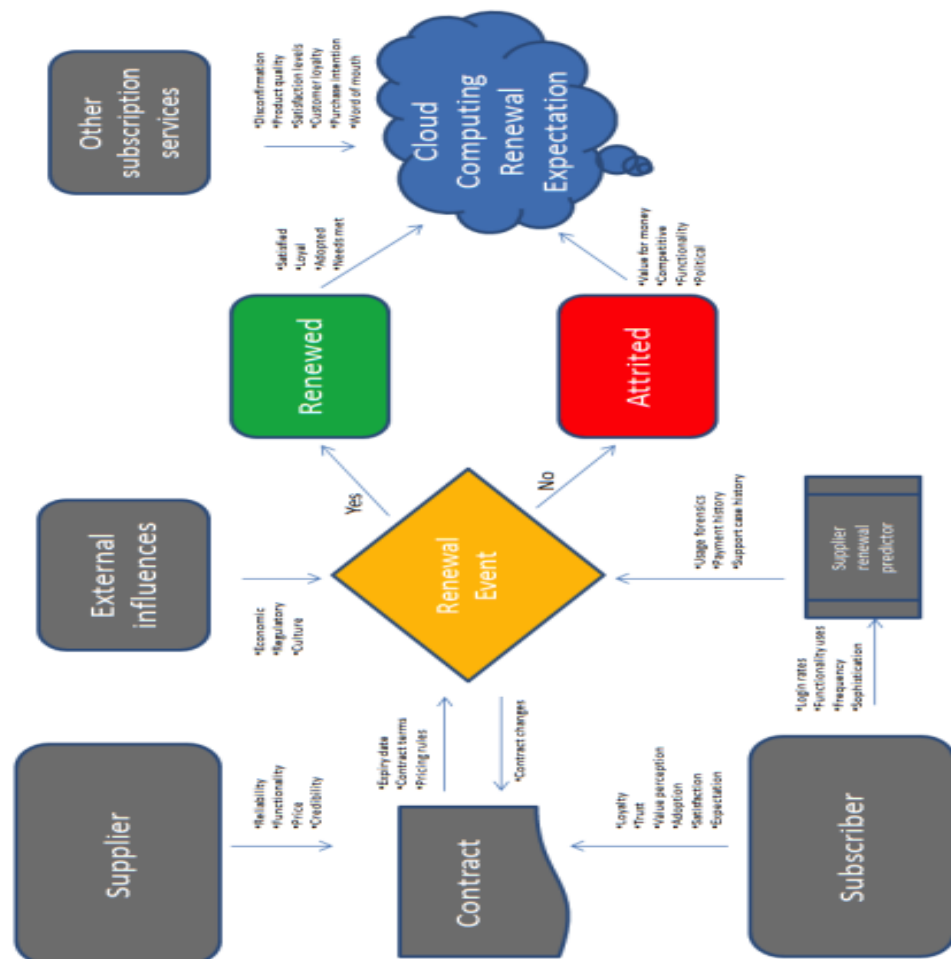 Supplier
External
influences
Other
subscription
services
•Reliability
•Functionality
•Price
•Credibility
•Economic
•Regulatory
•Culture
•Disconfirmation
•Product quality
•Satisfaction levels
•Customer loyalty
•Purchase intention
•Word of mouth
Contract
•Expiry date
•Contract terms
•Pricing rules
•Contract changes
Renewal
Event
Yes
No
Renewed
•Satisfied
•Loyal
•Adopted
•Needs met
Attrited
•Value for money
•Competitive
•Functionality
•Political
Cloud
Computing
Renewal
Expectation
•Loyalty
•Trust
•Value perception
•Adoption
•Satisfaction
•Expectation
Subscriber
•Login rates
•Functionality uses
•Frequency
•Sophistication
Supplier
renewal
predictor
•Usage forensics
•Payment history
•Support case history